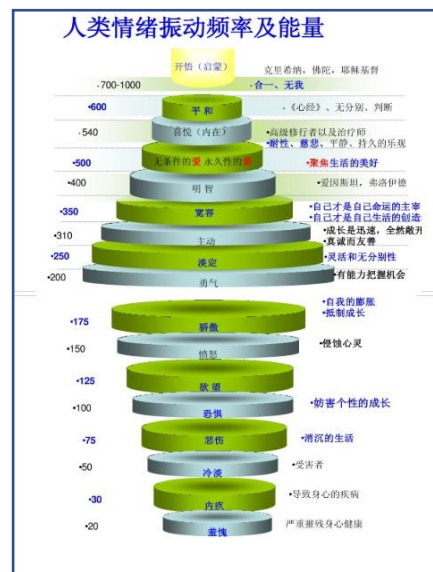 人类情绪振动频率及能量
开悟（启蒙）
克里希纳，佛陀，耶稣基督
•700-1000
•合一、无我
•600
平和
•《心经》、无分别、判断
•540
喜悦（内在）
•高级修行者以及治疗师
•耐性、慈悲、平静、持久的乐观
•500
无条件的爱 永久性的爱
•聚焦生活的美好
•400
明智
•爱因斯坦，弗洛伊德
•350
宽容
•自己才是自己命运的主宰
•自己才是自己生活的创造
•310
主动
•成长是迅速，全然敞开
•真诚而友善
•250
淡定
•灵活和无分别性
•200
勇气
•有能力把握机会
•175
骄傲
•自我的膨胀
•抵制成长
•150
愤怒
•侵蚀心灵
•125
欲望
•100
恐惧
•妨害个性的成长
•75
悲伤
•消沉的生活
•50
冷淡
•受害者
•30
内疚
•导致身心的疾病
•20
羞愧
严重摧残身心健康